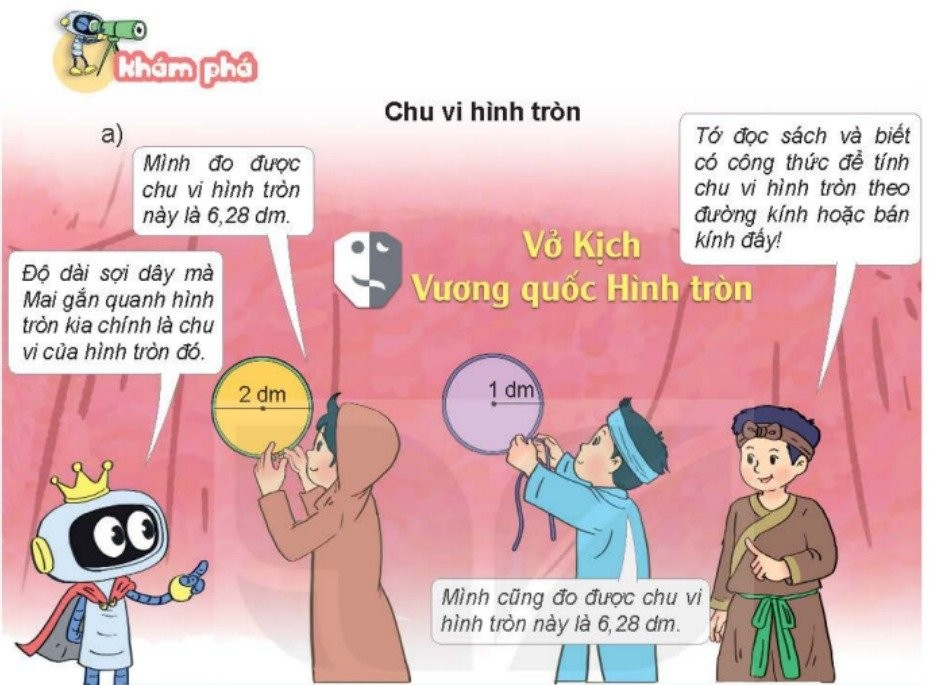 khám phá
Chu vi hình tròn
a)
Mình đo được
chu vi hình tròn
này là 6,28 dm.
Tớ đọc sách và biết
có công thức để tính
chu vi hình tròn theo
đường kính hoặc bán
kính đấy!
Vở Kịch
Vương quốc Hình tròn
Độ dài sợi dây mà
Mai gắn quanh hình
tròn kia chính là chu
vi của hình tròn đó.
2 dm
1 dm
Mình cũng đo được chu vi
hình tròn này là 6,28 dm.